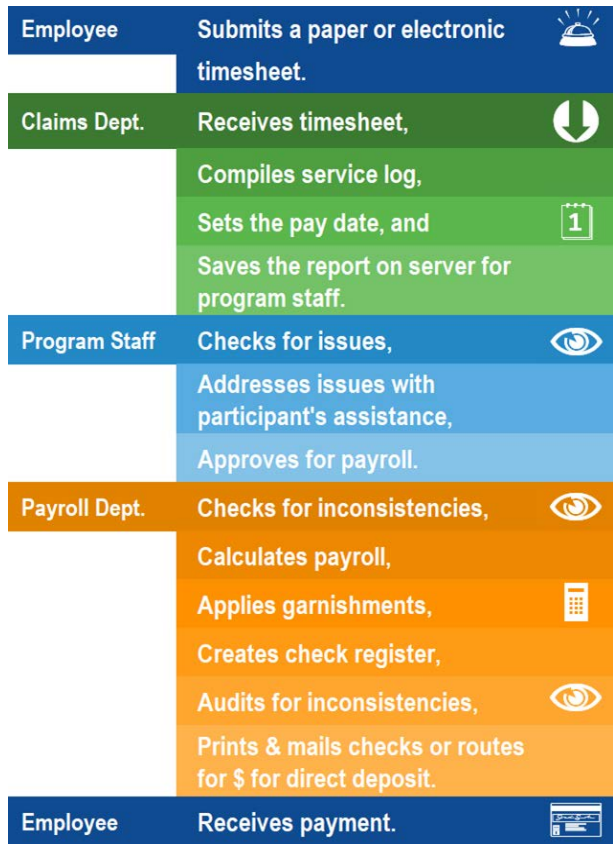 Employee Submits a paper or electronic
timesheet.
Claims Dept. Receives timesheet,
Compiles service log,
Sets the pay date, and
1
Saves the report on server for
program staff.
Program Staff Checks for issues,
Addresses issues with
participant's assistance,
Approves for payroll.
Payroll Dept. Checks for inconsistencies,
Calculates payroll,
Applies garnishments,
Creates check register,
Audits for inconsistencies,
Prints & mails checks or routes
for $ for direct deposit.
Employee Receives payment.